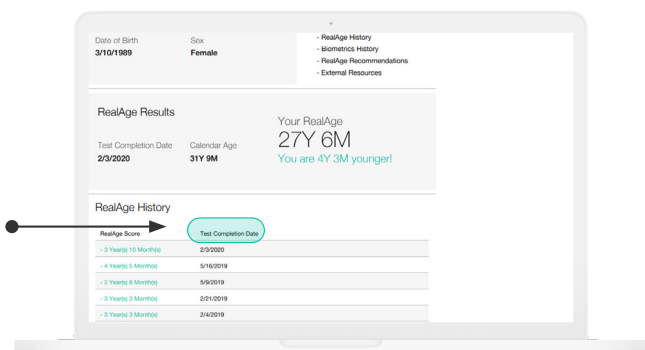 Date of Birth
Sex
3/10/1989
Female
- RealAge History
- Biometrics History
- RealAge Recommendations
- External Resources
RealAge Results
Test Completion Date
Calendar Age
2/3/2020
31Y 9M
Your RealAge
27Y 6M
You are 4Y 3M younger!
RealAge History
RealAge Score
Test Completion Date
- 3 Year(s) 10 Month(s)
2/3/2020
- 4 Year(s) 5 Month(s)
5/16/2019
- 2 Year(s) 8 Month(s)
5/9/2019
- 3 Year(s) 3 Month(s)
2/21/2019
- 3 Year(s) 3 Month(s)
2/4/2019